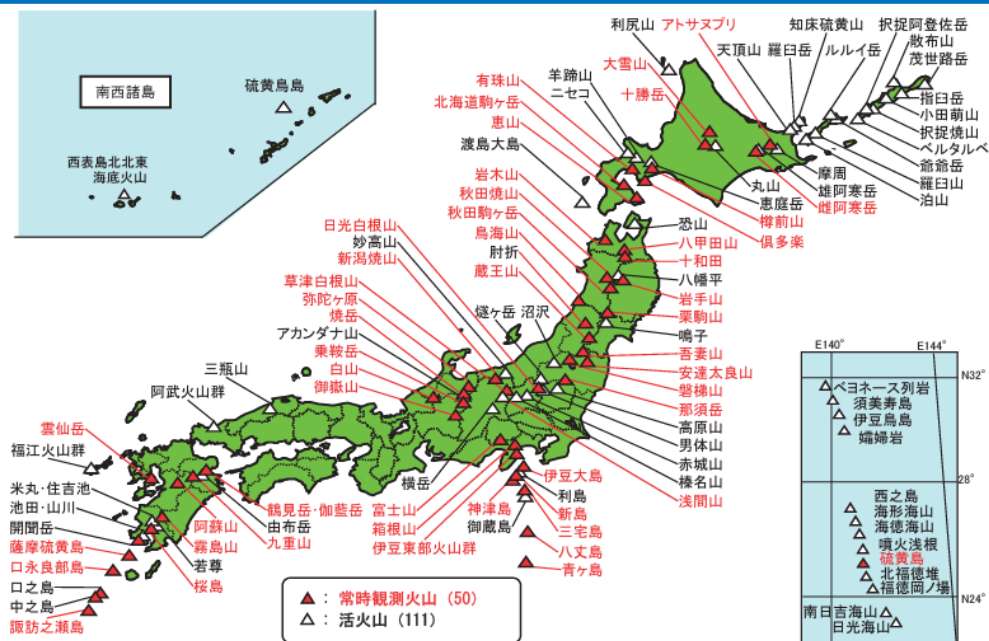 南西諸島
硫黄鳥島
西表島北北東
海底火山
利尻山
アトサヌプリ
知床硫黄山
択捉阿登佐岳
天頂山
羅臼岳
ルルイ岳
散布山
茂世路岳
大雪山
十勝岳
羊蹄山
ニセコ
有珠山
北海道駒ヶ岳
恵山
渡島大島
指臼岳
小田萌山
択捉焼山
ベルタルベ
爺爺岳
羅臼山
泊山
摩周
雄阿寒岳
雌阿寒岳
丸山
恵庭岳
樽前山
倶多楽
岩木山
秋田焼山
秋田駒ヶ岳
鳥海山
肘折
蔵王山
恐山
八甲田山
十和田
八幡平
岩手山
栗駒山
鳴子
吾妻山
安達太良山
磐梯山
那須岳
高原山
男体山
赤城山
榛名山
浅間山
日光白根山
妙高山
新潟焼山
草津白根山
弥陀ヶ原
焼岳
アカンダナ山
乗鞍岳
白山
御嶽山
燧ヶ岳
沼沢
三瓶山
阿武火山群
横岳
富士山
箱根山
伊豆東部火山群
伊豆大島
利島
新島
神津島
三宅島
御蔵島
八丈島
青ヶ島
雲仙岳
福江火山群
米丸・住吉池
池田・山川
開聞岳
薩摩硫黄島
口永良部島
口之島
中之島
諏訪之瀬島
鶴見岳・伽藍岳
由布岳
九重山
阿蘇山
霧島山
若尊
桜島
E140
E144
N32
ベヨネース列岩
須美寿島
伊豆鳥島
孀婦岩
N28
西之島
海形海山
海徳海山
噴火浅根
硫黄島
北福徳堆
福徳岡ノ場
N24
南日吉海山
日光海山
▲ : 常時観測火山 (50)
△ : 活火山 (111)